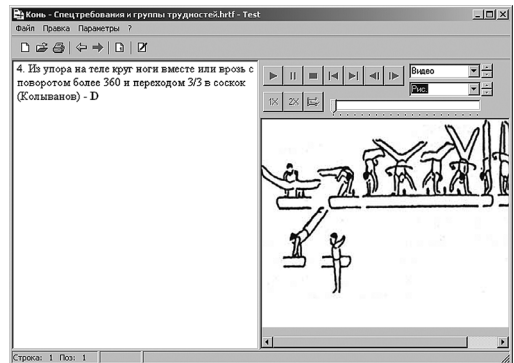 Конь - Спецтребования и группы трудностей.hrtf - Test
Файл Правка Параметры ?
4. Из упора на теле круг ноги вместе или врозь с
поворотом более 360 и переходом 3/3 в соскок
(Колыванов) - D
Видео
Рис.
1X 2X
Строка: 1 Поз: 1